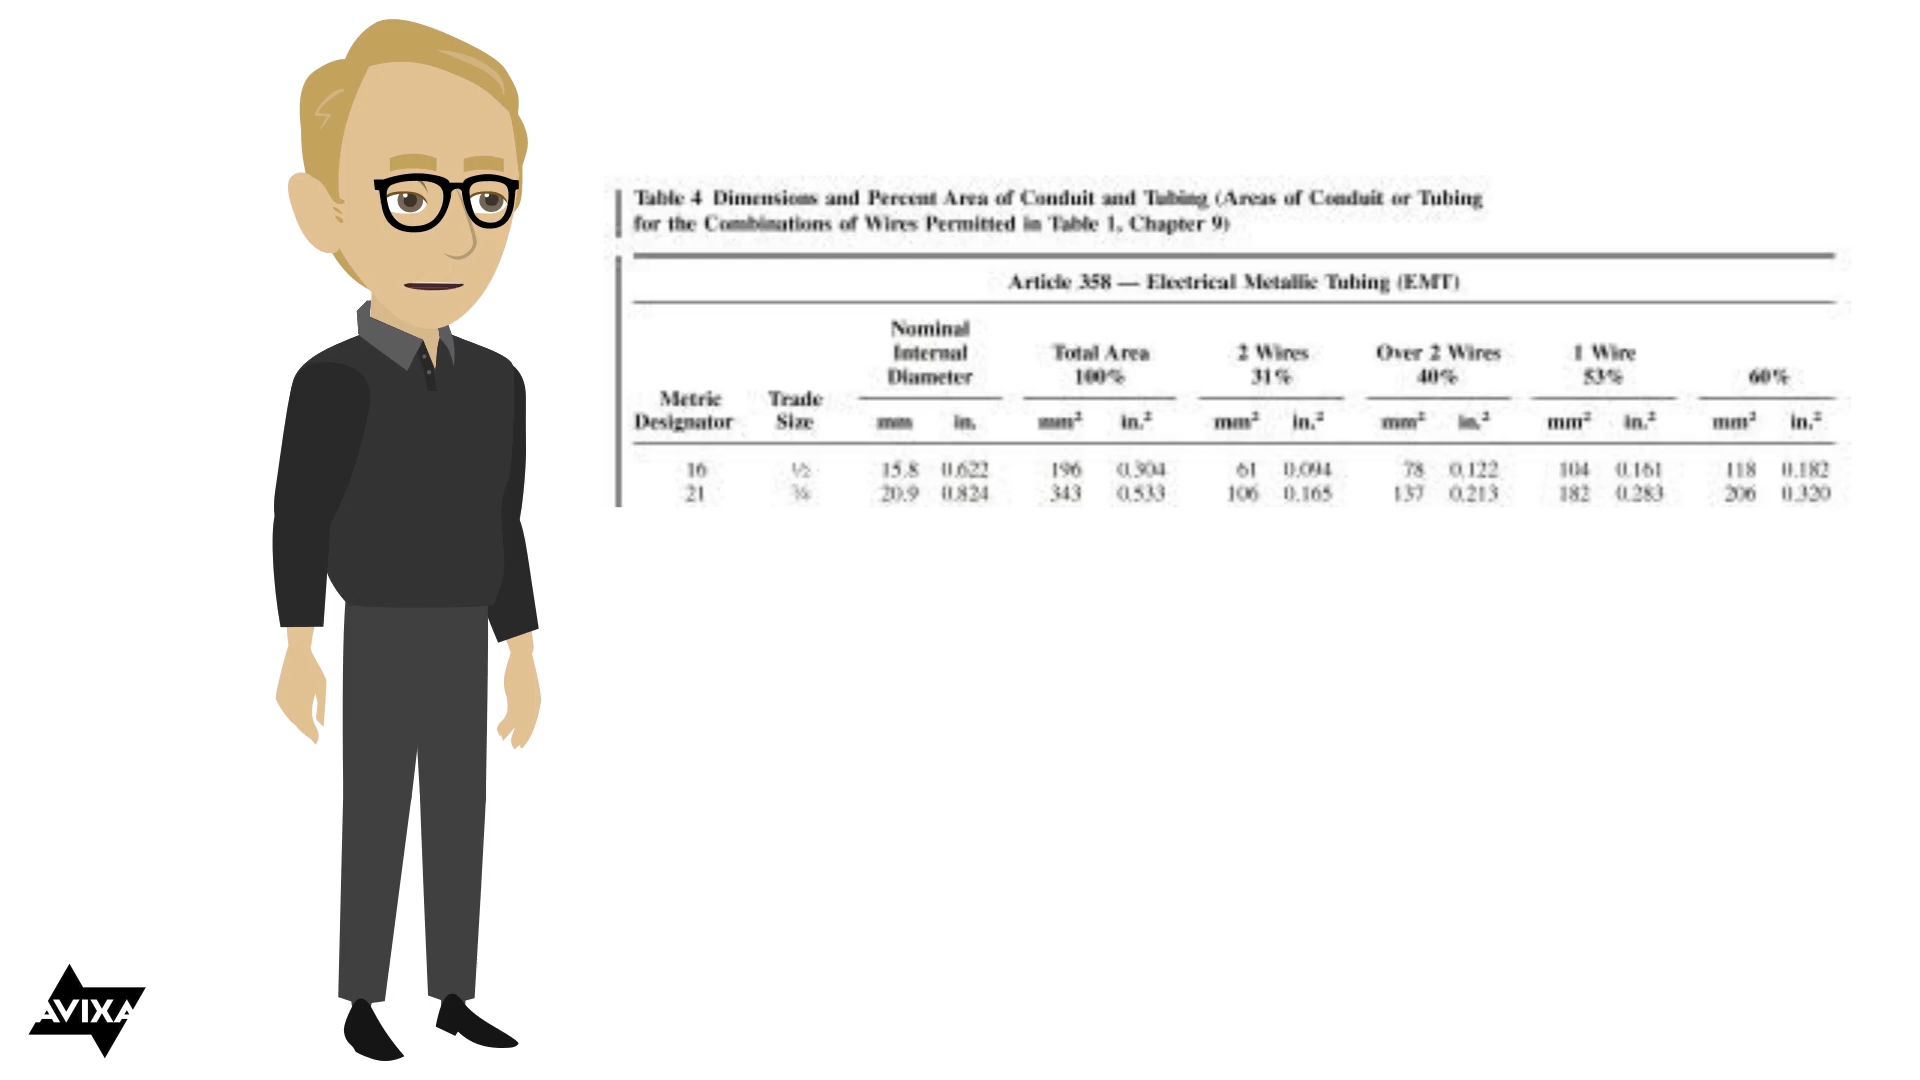 Table 4 Dimensions and Percent Area of Conduit and Tubing (Areas of Conduit or Tubing
for the Combinations of Wires Permitted in Table 1, Chapter 9)
Article 358 — Electrical Metallic Tubing (EMT)
Metric Designator Trade Size Nominal Internal Diameter Total Area 100% 2 Wires 31% Over 2 Wires 40% 1 Wire 53% 60%
mm in. mm² in.² mm² in.² mm² in.² mm² in.² mm² in.²
16 ½ 15.8 0.622 196 0.304 61 0.094 78 0.122 104 0.161 118 0.182
21 ¾ 20.9 0.824 343 0.533 106 0.165 137 0.213 182 0.283 206 0.320
AVIXA